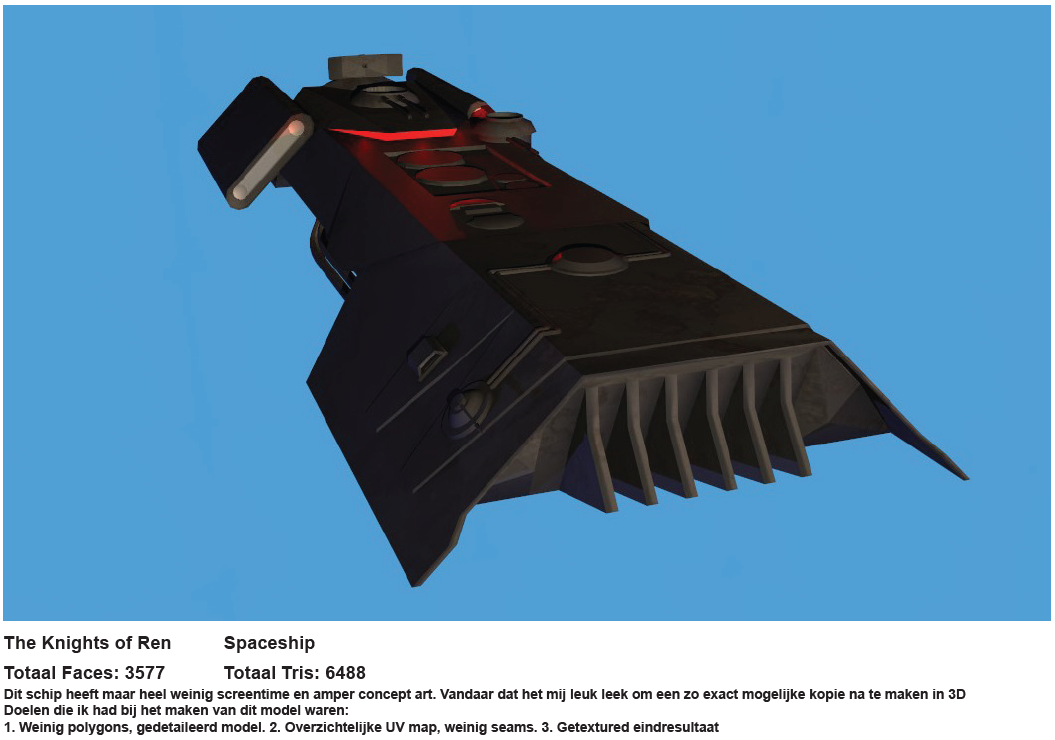 The Knights of Ren Spaceship
Totaal Faces: 3577 Totaal Tris: 6488
Dit schip heeft maar heel weinig screentime en amper concept art. Vandaar dat het mij leuk leek om een zo exact mogelijke kopie na te maken in 3D
Doelen die ik had bij het maken van dit model waren:
1. Weinig polygons, gedetaileerd model. 2. Overzichtelijke UV map, weinig seams. 3. Getextured eindresultaat